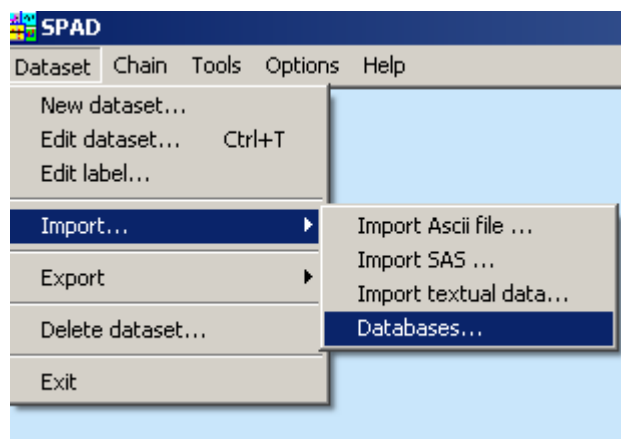 SPAD
Dataset Chain Tools Options Help
New dataset...
Edit dataset... Ctrl+T
Edit label...
Import...
Export
Delete dataset...
Exit
Import Ascii file ...
Import SAS ...
Import textual data...
Databases...